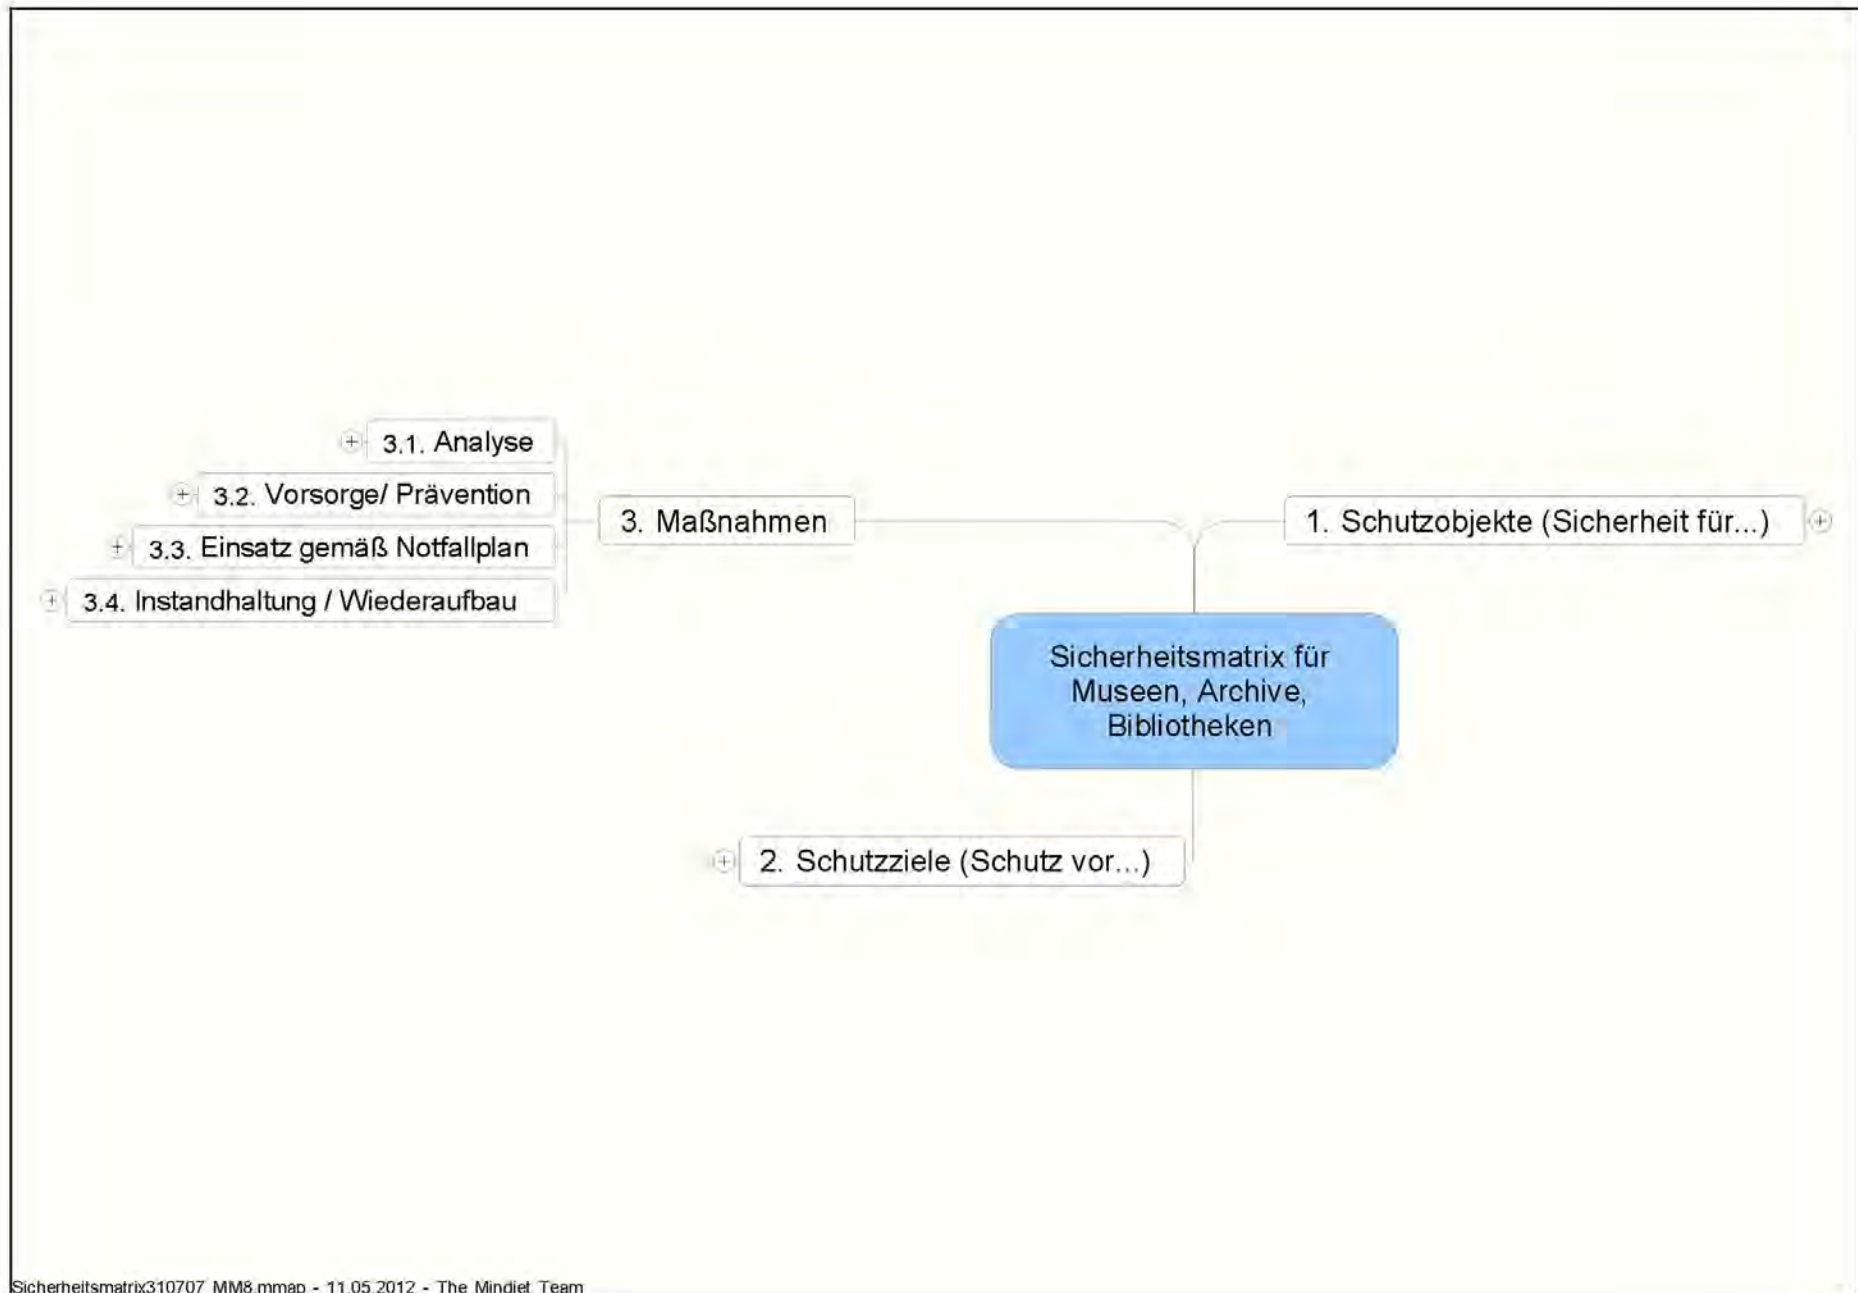 3.1. Analyse
3.2. Vorsorge/ Prävention
3.3. Einsatz gemäß Notfallplan
3.4. Instandhaltung / Wiederaufbau
3. Maßnahmen
1. Schutzobjekte (Sicherheit für...)
Sicherheitsmatrix für
Museen, Archive,
Bibliotheken
2. Schutzziele (Schutz vor...)
Sicherheitsmatrix310707_MM8.mmap - 11.05.2012 - The Mindjet Team